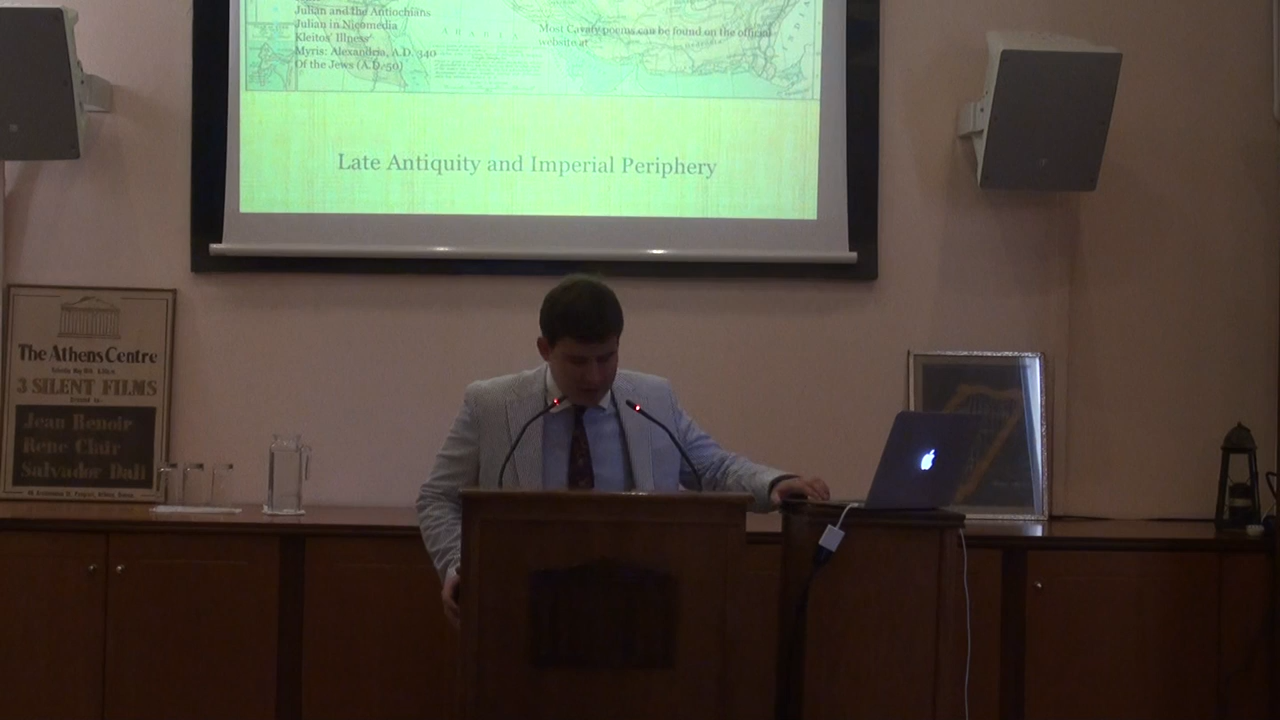 Julian and the Antiochians
Julian in Nicomedia
Kleitos' Illness
Myris: Alexandria, A.D. 340
Of the Jews (A.D. 50)
Most Cavafy poems can be found on the official
website at
ARABIA
Late Antiquity and Imperial Periphery
The Athens Centre
3 SILENT FILMS
Jean Renoir
Rene Clair
Salvador Dali